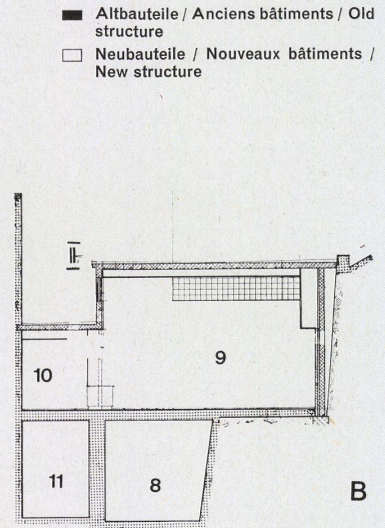 Altbauteile / Anciens bâtiments / Old
structure
Neubauteile / Nouveaux bâtiments /
New structure
9
10
11
8
B